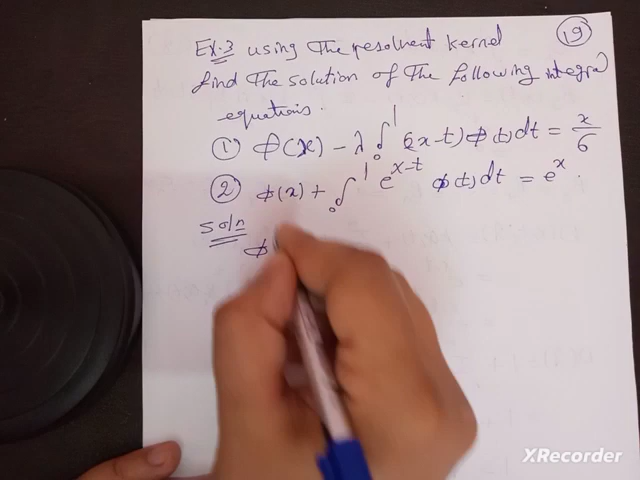 19
Ex.3 using The resolvent kernel
find The solution of The following integral
equations.
1) ϕ(x) - λ ∫₀¹ (2x-t) ϕ(t) dt = x/6
2) ϕ(x) + ∫₀¹ e^(x-t) ϕ(t) dt = e^x .
Soln
ϕ
XRecorder